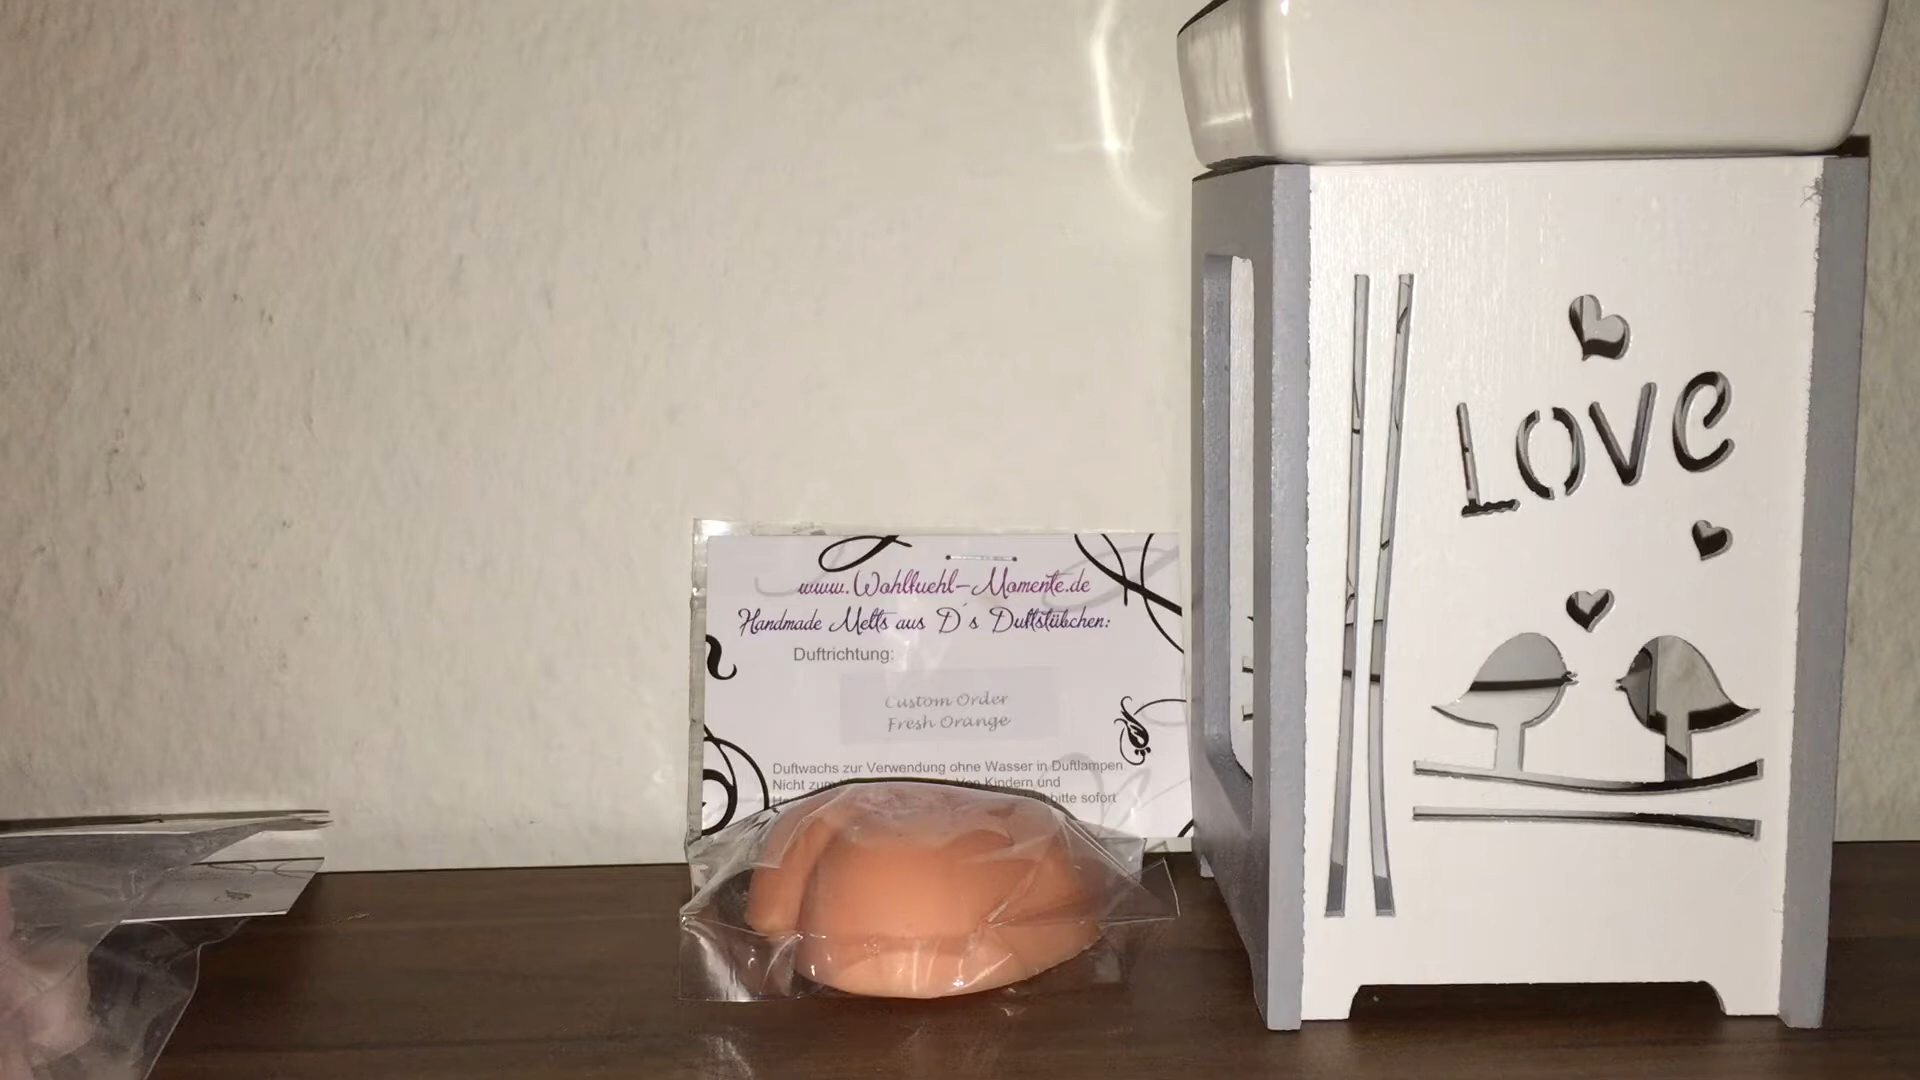 www.Wohlfuehl-Momente.de
Handmade Melts aus D´s Duftstübchen:
Duftrichtung:
Custom Order
Fresh Orange
Duftwachs zur Verwendung ohne Wasser in Duftlampen.
Nicht zum Von Kindern und
bitte sofort
LOVE